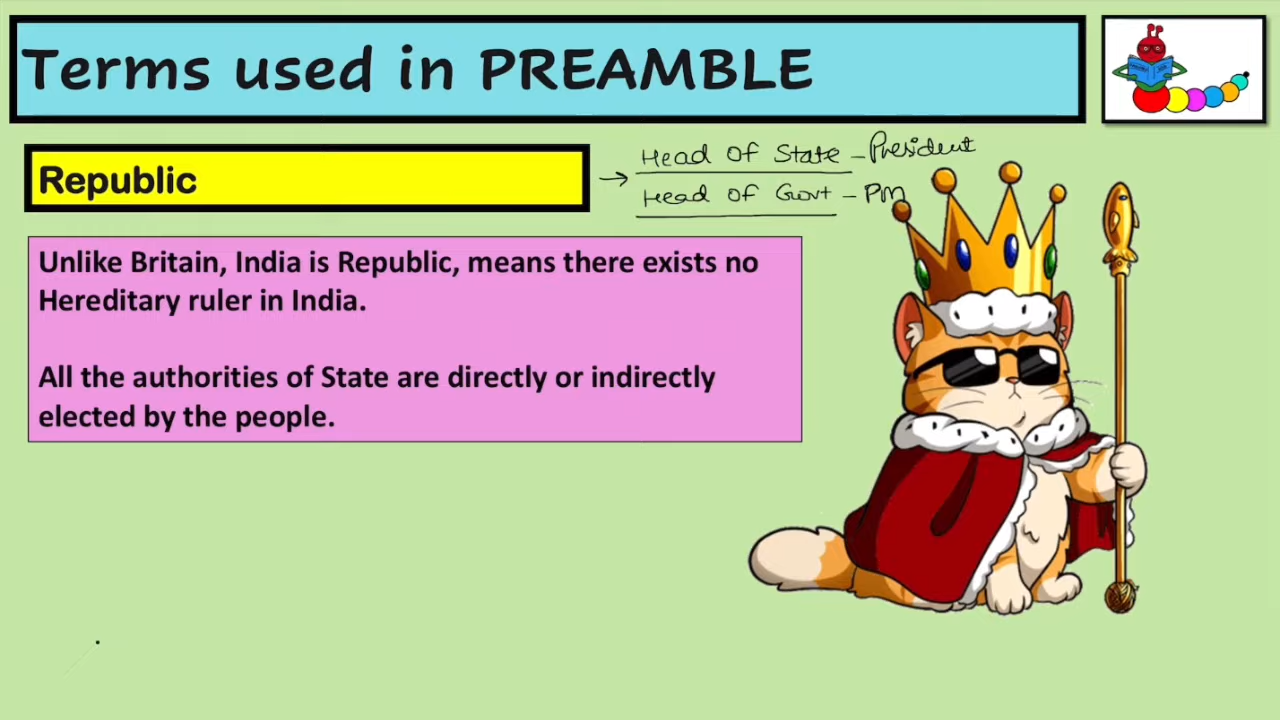 Terms used in PREAMBLE
Republic
Head Of State - President
Head Of Govt - PM
Unlike Britain, India is Republic, means there exists no
Hereditary ruler in India.
All the authorities of State are directly or indirectly
elected by the people.